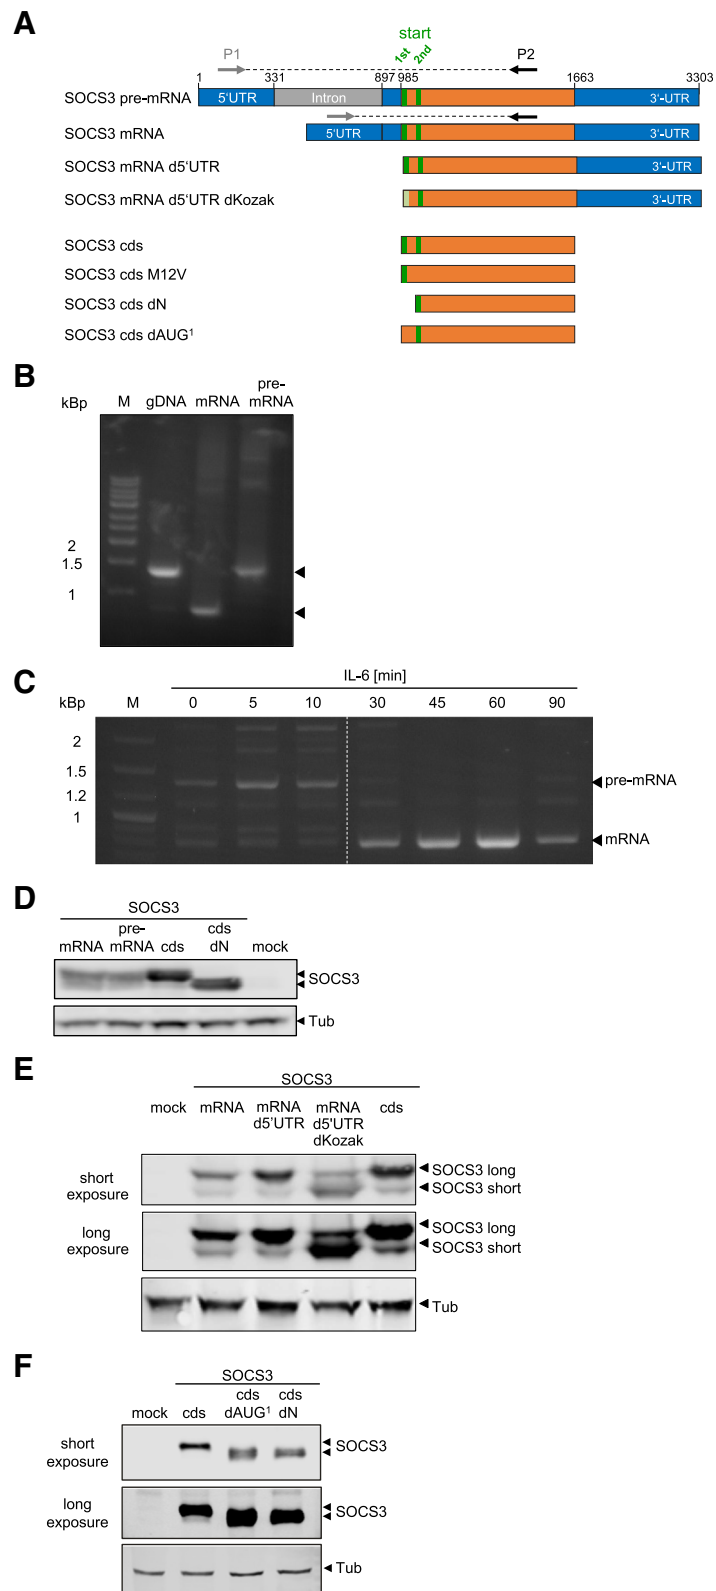 A
start
P1
1st
2nd
P2
1 331 897 985 1663 3303
SOCS3 pre-mRNA 5'UTR Intron 3'-UTR
SOCS3 mRNA 5'UTR 3'-UTR
SOCS3 mRNA d5'UTR 3'-UTR
SOCS3 mRNA d5'UTR dKozak 3'-UTR
SOCS3 cds
SOCS3 cds M12V
SOCS3 cds dN
SOCS3 cds dAUG¹
B
pre-
kBp M gDNA mRNA mRNA
2
1.5
1
C
IL-6 [min]
kBp M 0 5 10 30 45 60 90
2
1.5
pre-mRNA
1.2
1
mRNA
D
SOCS3
pre- cds
mRNA mRNA cds dN mock
SOCS3
Tub
E
SOCS3
mock mRNA mRNA mRNA cds
d5'UTR d5'UTR
dKozak
short SOCS3 long
exposure SOCS3 short
long SOCS3 long
exposure SOCS3 short
Tub
F
SOCS3
cds cds
mock cds dAUG¹ dN
short SOCS3
exposure
long SOCS3
exposure
Tub